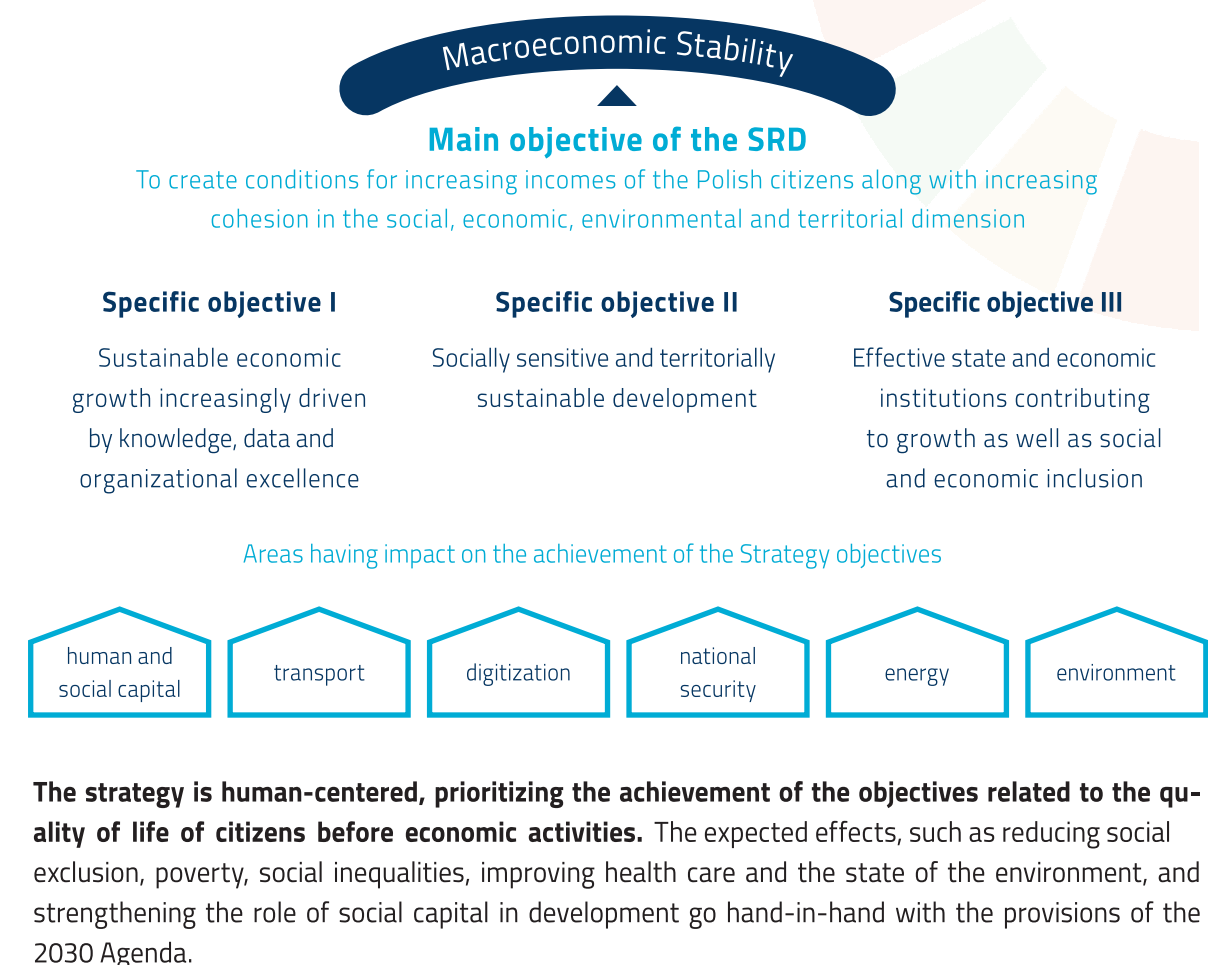 Macroeconomic Stability
Main objective of the SRD
To create conditions for increasing incomes of the Polish citizens along with increasing
cohesion in the social, economic, environmental and territorial dimension
Specific objective I
Sustainable economic
growth increasingly driven
by knowledge, data and
organizational excellence
Specific objective II
Socially sensitive and territorially
sustainable development
Specific objective III
Effective state and economic
institutions contributing
to growth as well as social
and economic inclusion
Areas having impact on the achievement of the Strategy objectives
human and
social capital
transport
digitization
national
security
energy
environment
The strategy is human-centered, prioritizing the achievement of the objectives related to the qu-
ality of life of citizens before economic activities. The expected effects, such as reducing social
exclusion, poverty, social inequalities, improving health care and the state of the environment, and
strengthening the role of social capital in development go hand-in-hand with the provisions of the
2030 Agenda.